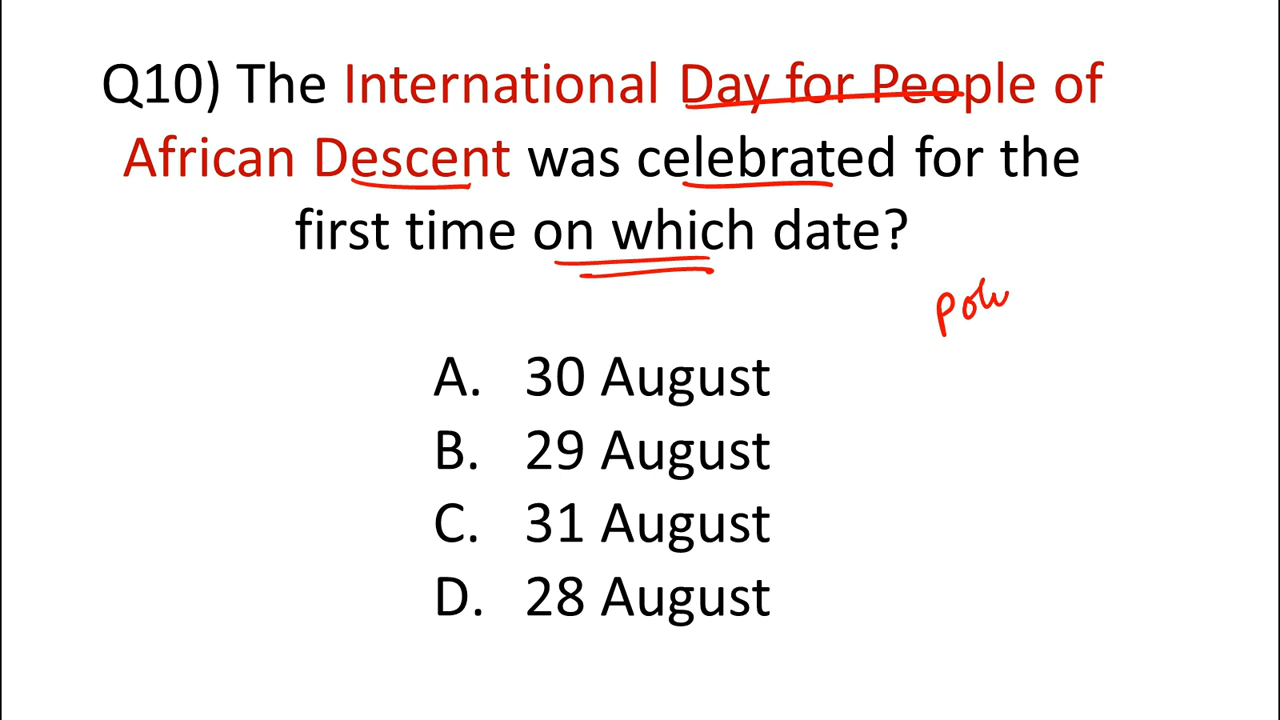 Q10) The International Day for People of
African Descent was celebrated for the
first time on which date?
A. 30 August
B. 29 August
C. 31 August
D. 28 August